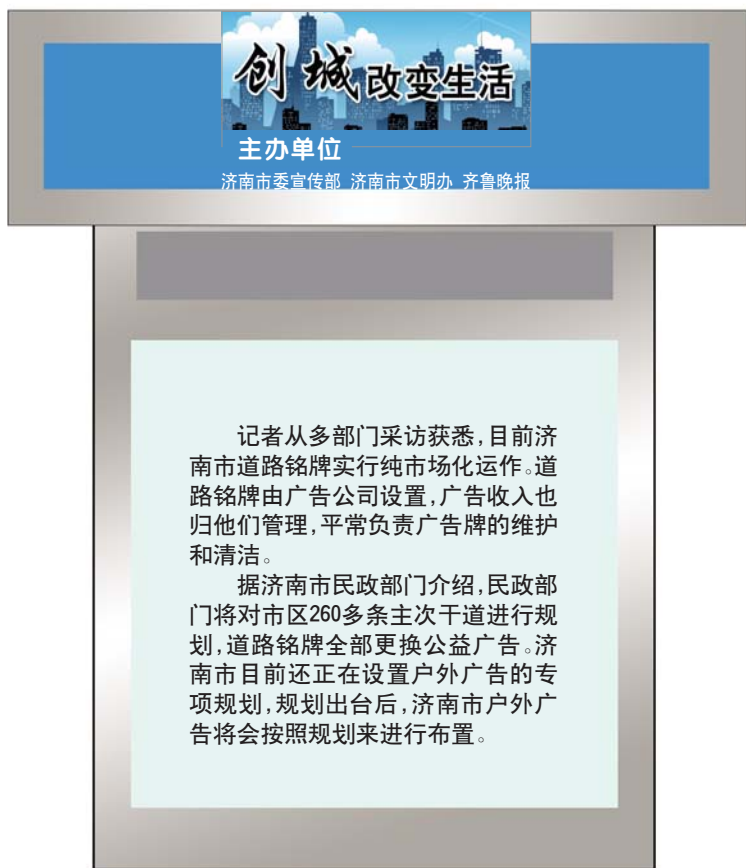 创城改变生活
主办单位
济南市委宣传部 济南市文明办 齐鲁晚报
记者从多部门采访获悉,目前济
南市道路铭牌实行纯市场化运作。道
路铭牌由广告公司设置,广告收入也
归他们管理,平常负责广告牌的维护
和清洁。
据济南市民政部门介绍,民政部
门将对市区260多条主次干道进行规
划,道路铭牌全部更换公益广告。济
南市目前还正在设置户外广告的专
项规划,规划出台后,济南市户外广
告将会按照规划来进行布置。